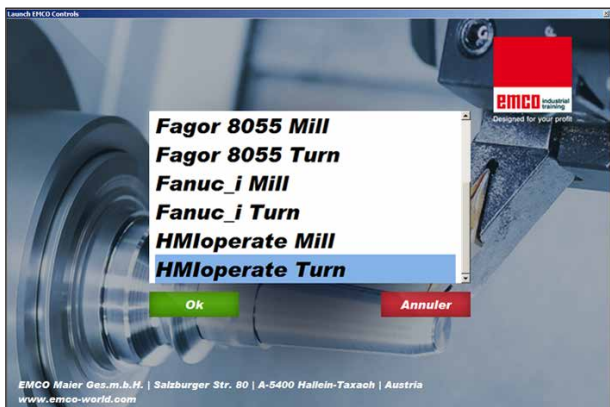 Launch EMCO Controls
emco industrial
training
Designed for your profit
Fagor 8055 Mill
Fagor 8055 Turn
Fanuc_i Mill
Fanuc_i Turn
HMIoperate Mill
HMIoperate Turn
Ok
Annuler
EMCO Maier Ges.m.b.H. | Salzburger Str. 80 | A-5400 Hallein-Taxach | Austria
www.emco-world.com